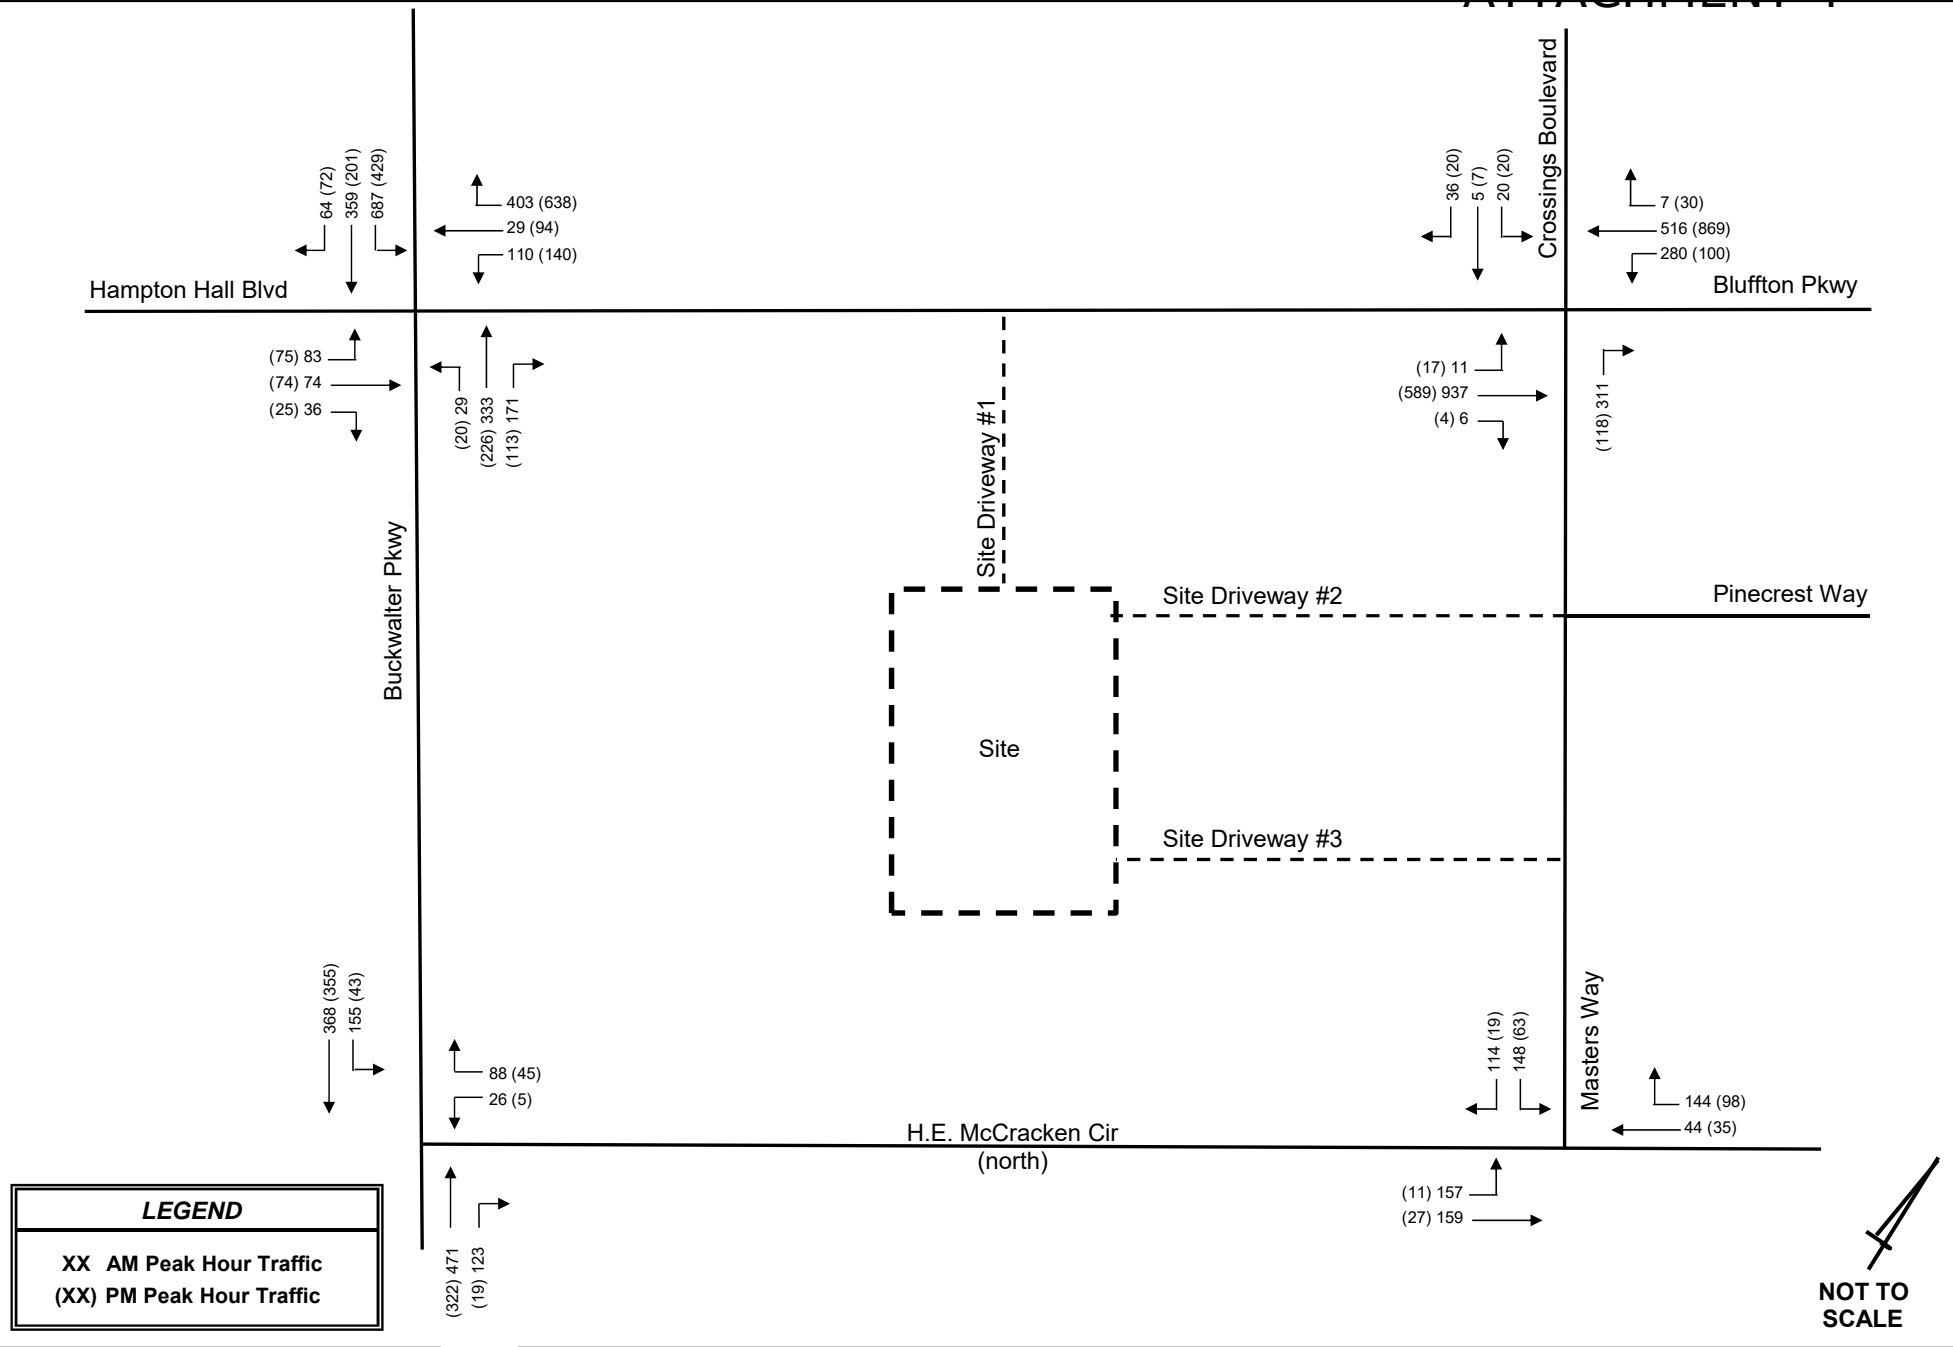 ATTACHMENT
Crossings Boulevard
64 (72)
359 (201)
687 (429)
403 (638)
29 (94)
110 (140)
36 (20)
5 (7)
20 (20)
7 (30)
516 (869)
280 (100)
Hampton Hall Blvd
Bluffton Pkwy
(75) 83
(74) 74
(25) 36
(20) 29
(226) 333
(113) 171
(17) 11
(589) 937
(4) 6
(118) 311
Site Driveway #1
Buckwalter Pkwy
Site Driveway #2
Pinecrest Way
Site
Site Driveway #3
368 (355)
155 (43)
88 (45)
26 (5)
114 (19)
148 (63)
Masters Way
144 (98)
44 (35)
H.E. McCracken Cir
(north)
(322) 471
(19) 123
(11) 157
(27) 159
LEGEND
XX AM Peak Hour Traffic
(XX) PM Peak Hour Traffic
NOT TO
SCALE